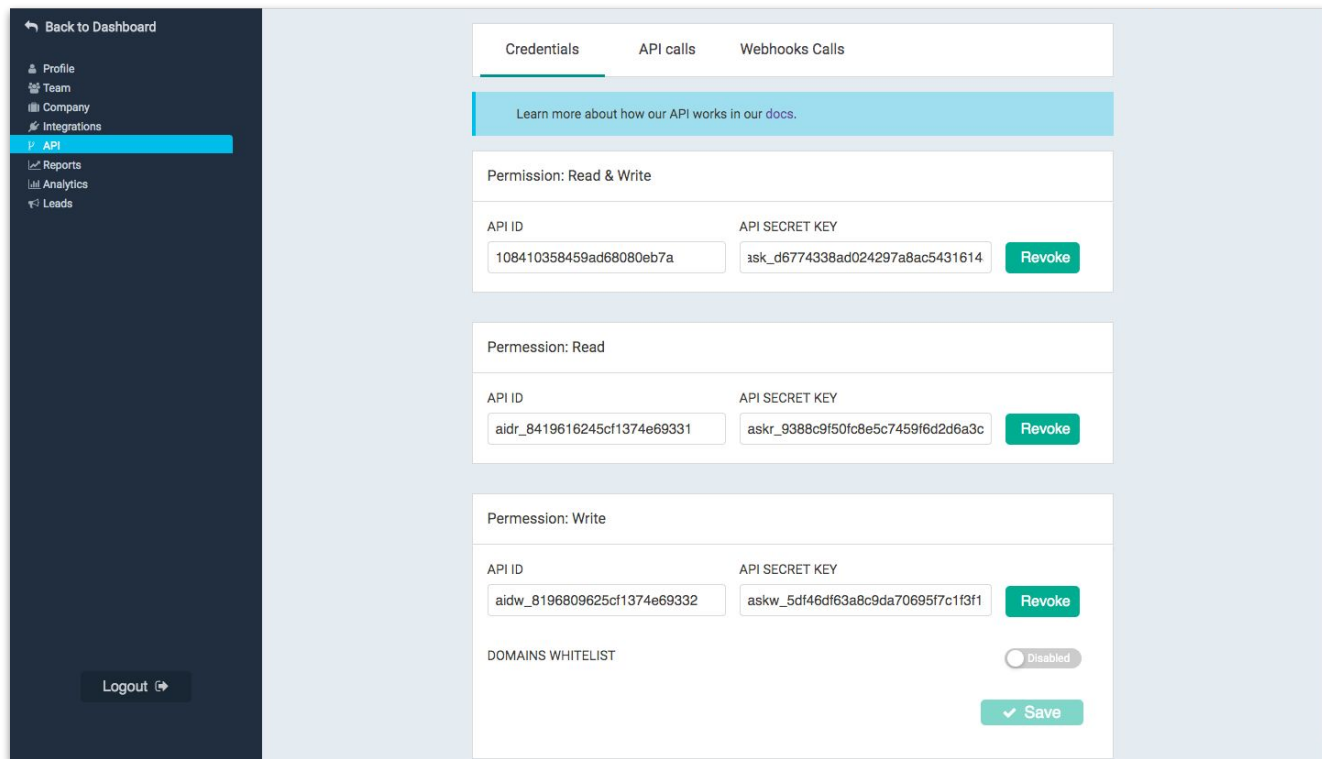 Back to Dashboard
Profile
Team
Company
Integrations
API
Reports
Analytics
Leads
Logout
Credentials API calls Webhooks Calls
Learn more about how our API works in our docs.
Permission: Read & Write
API ID API SECRET KEY
108410358459ad68080eb7a ask_d6774338ad024297a8ac5431614 Revoke
Permession: Read
API ID API SECRET KEY
aidr_8419616245cf1374e69331 askr_9388c9f50fc8e5c7459f6d2d6a3c Revoke
Permession: Write
API ID API SECRET KEY
aidw_8196809625cf1374e69332 askw_5df46df63a8c9da70695f7c1f3f1 Revoke
DOMAINS WHITELIST Disabled
Save